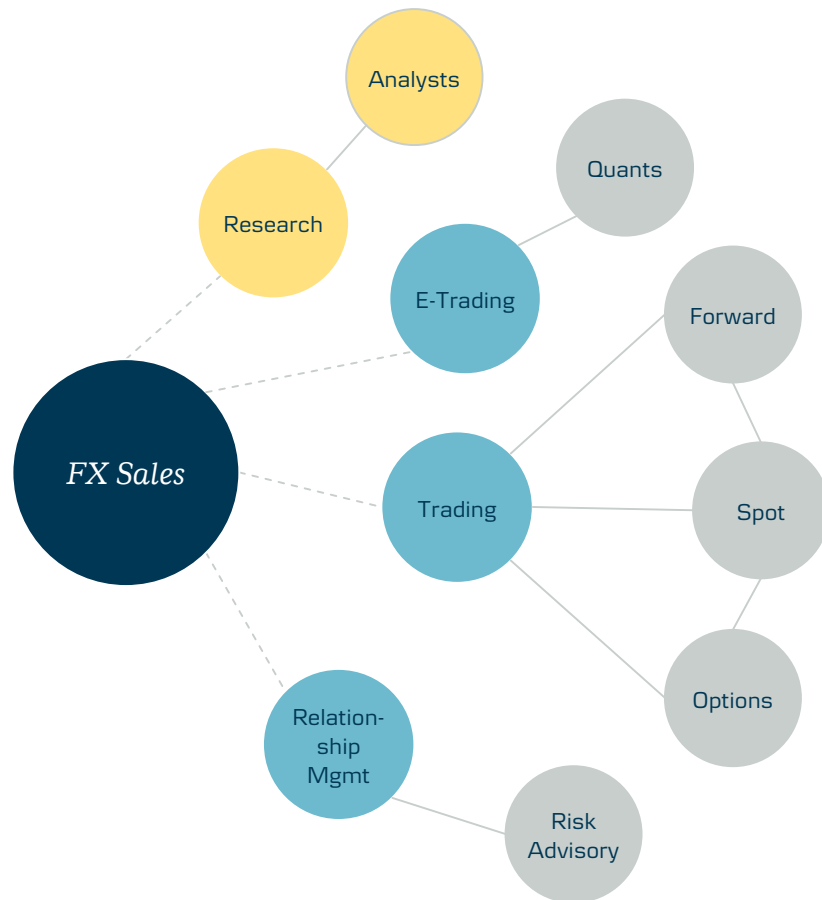 Analysts
Quants
Research
E-Trading
Forward
FX Sales
Trading
Spot
Options
Relation-
ship
Mgmt
Risk
Advisory